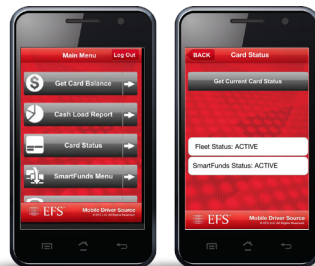 Main Menu
Log Out
Get Card Balance
Cash Load Report
Card Status
SmartFunds Menu
EFS
Mobile Driver Source
BACK
Card Status
Get Current Card Status
Fleet Status: ACTIVE
SmartFunds Status: ACTIVE
EFS
Mobile Driver Source